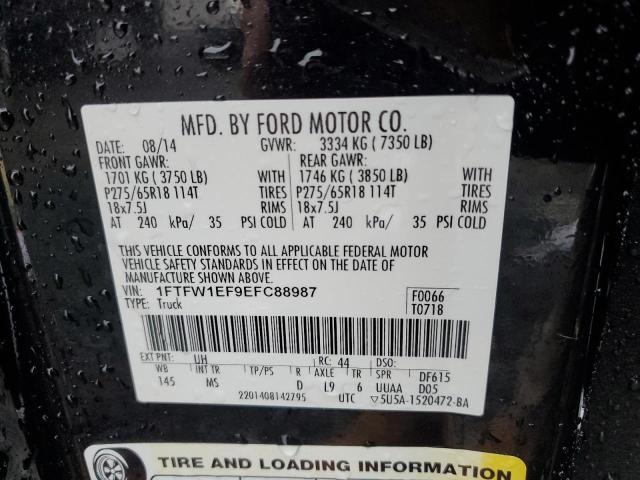 MFD. BY FORD MOTOR CO.
DATE: 08/14 GVWR: 3334 KG ( 7350 LB)
FRONT GAWR: REAR GAWR:
1701 KG ( 3750 LB) WITH 1746 KG ( 3850 LB) WITH
P275/65R18 114T TIRES P275/65R18 114T TIRES
18x7.5J RIMS 18x7.5J RIMS
AT 240 kPa/ 35 PSI COLD AT 240 kPa/ 35 PSI COLD
THIS VEHICLE CONFORMS TO ALL APPLICABLE FEDERAL MOTOR
VEHICLE SAFETY STANDARDS IN EFFECT ON THE DATE OF
MANUFACTURE SHOWN ABOVE.
VIN: 1FTFW1EF9EFC88987 F0066
TYPE: Truck T0718
EXT PNT: UH RC: 44 DSO:
WB INT TR TP/PS R AXLE TR SPR DF615
145 MS D L9 6 UUAA D05
2201408142795 UTC ▽5U5A-1520472-BA
TIRE AND LOADING INFORMATION